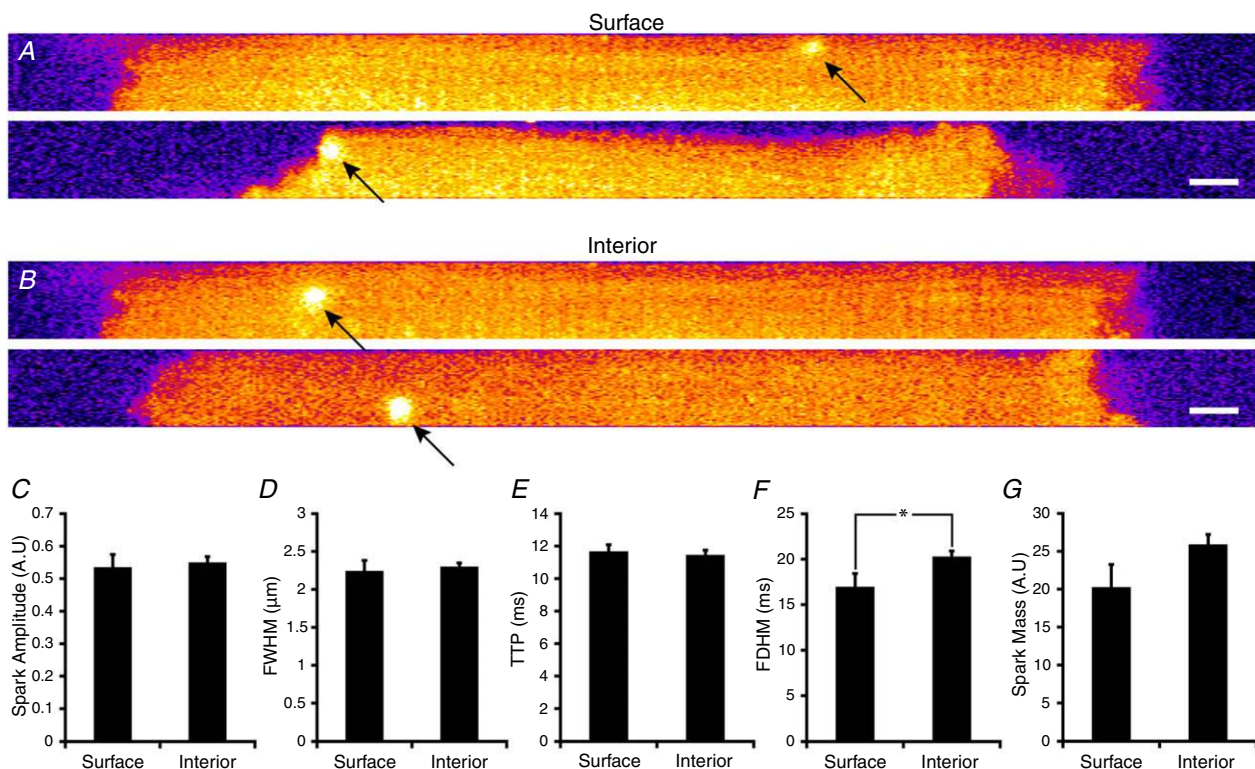 Surface
A
Interior
B
C
D
E
F
G
Spark Amplitude (A.U)
0.7
0.6
0.5
0.4
0.3
0.2
0.1
0
Surface
Interior
FWHM (µm)
3
2.5
2
1.5
1
0.5
0
Surface
Interior
TTP (ms)
14
12
10
8
6
4
2
0
Surface
Interior
FDHM (ms)
25
20
15
10
5
0
*
Surface
Interior
Spark Mass (A.U)
30
25
20
15
10
5
0
Surface
Interior